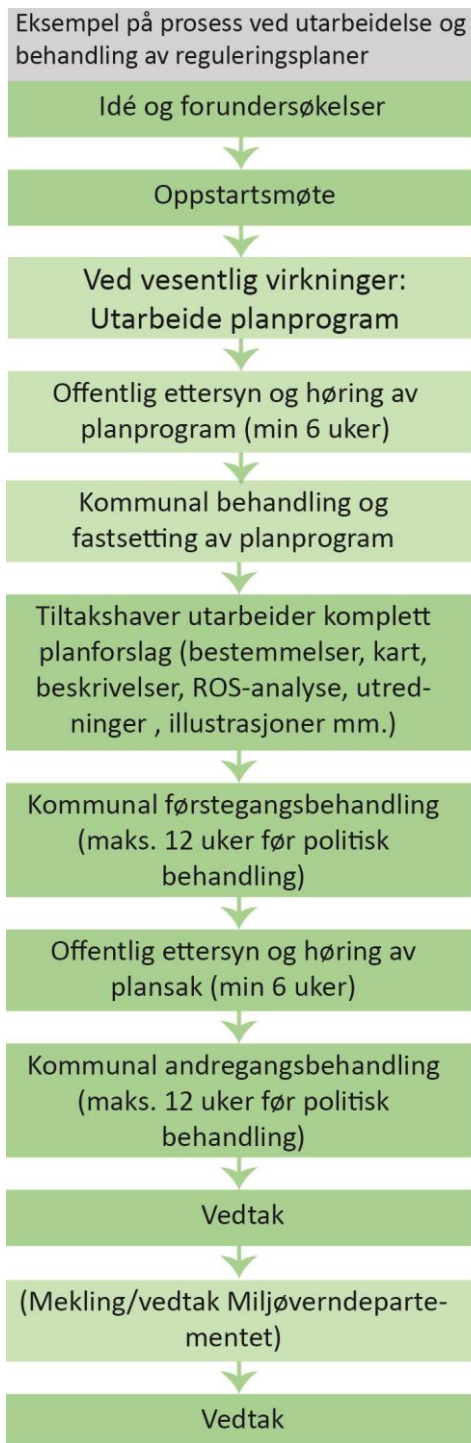 Eksempel på prosess ved utarbeidelse og
behandling av reguleringsplaner
Idé og forundersøkelser
Oppstartsmøte
Ved vesentlig virkninger:
Utarbeide planprogram
Offentlig ettersyn og høring av
planprogram (min 6 uker)
Kommunal behandling og
fastsetting av planprogram
Tiltakshaver utarbeider komplett
planforslag (bestemmelser, kart,
beskrivelser, ROS-analyse, utred-
ninger , illustrasjoner mm.)
Kommunal førstegangsbehandling
(maks. 12 uker før politisk
behandling)
Offentlig ettersyn og høring av
plansak (min 6 uker)
Kommunal andregangsbehandling
(maks. 12 uker før politisk
behandling)
Vedtak
(Mekling/vedtak Miljøverndeparte-
mentet)
Vedtak